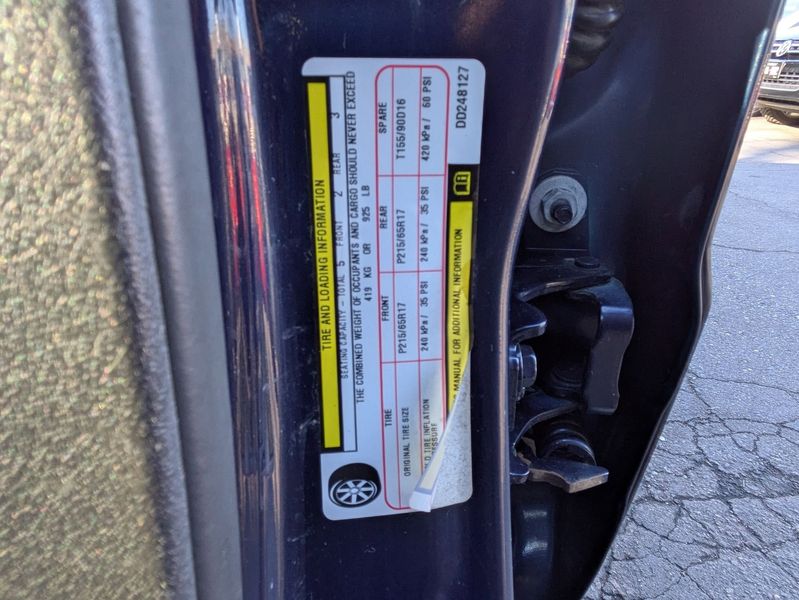 TIRE AND LOADING INFORMATION
SEATING CAPACITY - TOTAL 5 FRONT 2 REAR 3
THE COMBINED WEIGHT OF OCCUPANTS AND CARGO SHOULD NEVER EXCEED
419 KG OR 925 LB
TIRE FRONT REAR SPARE
ORIGINAL TIRE SIZE P215/65R17 P215/65R17 T155/90D16
TIRE INFLATION 240 kPa/ 35 PSI 240 kPa/ 35 PSI 420 kPa/ 60 PSI
MANUAL FOR ADDITIONAL INFORMATION
DD248127